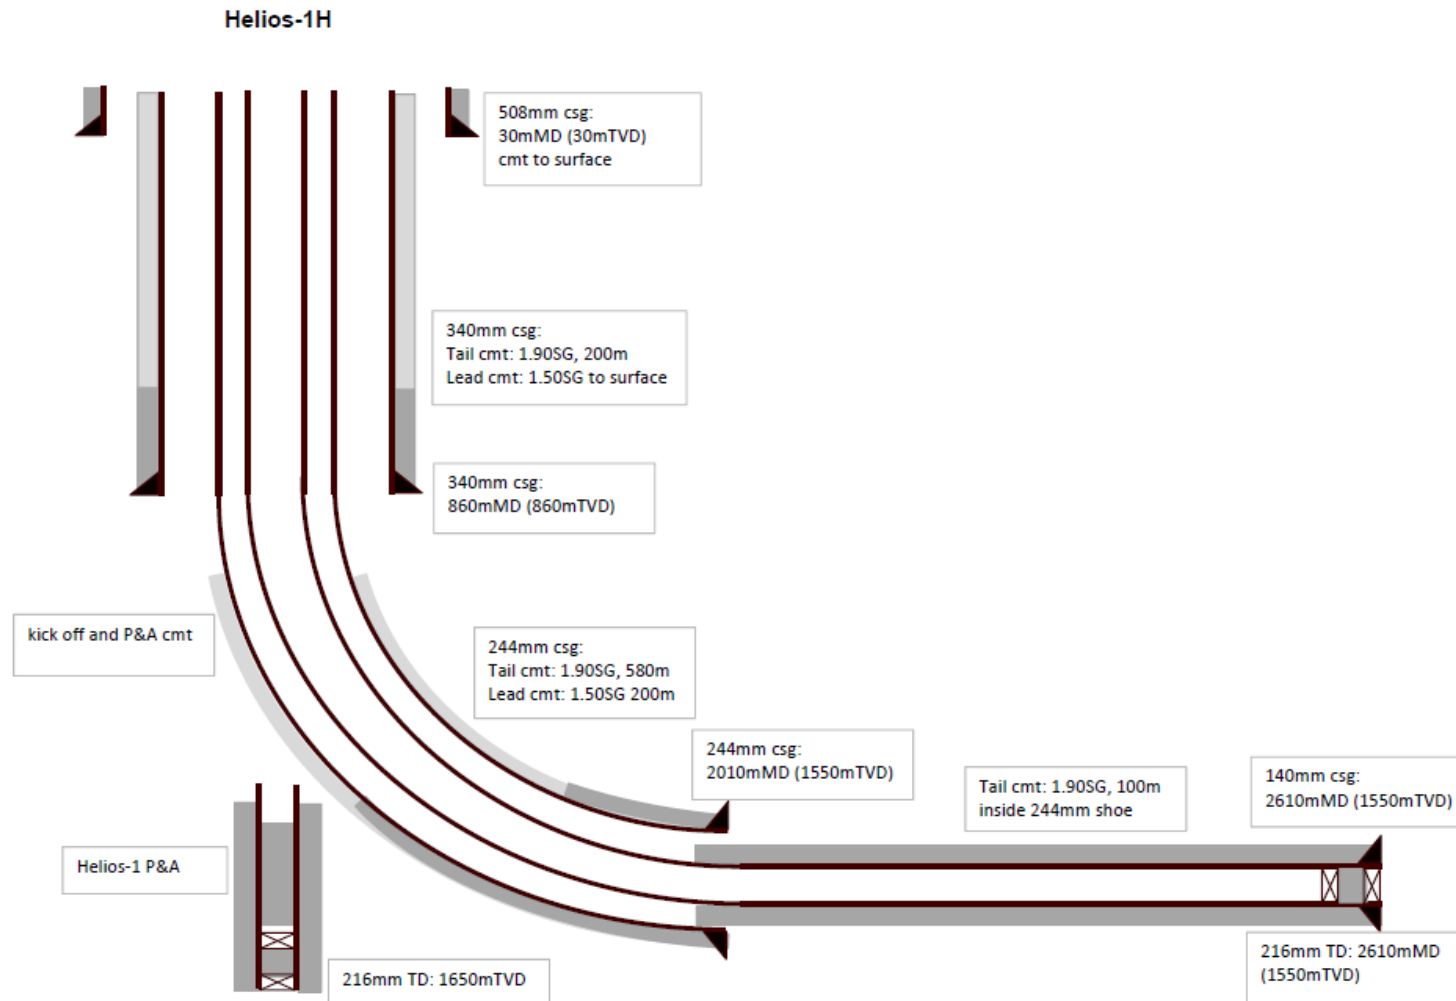 Helios-1H
508mm csg:
30mMD (30mTVD)
cmt to surface
340mm csg:
Tail cmt: 1.90SG, 200m
Lead cmt: 1.50SG to surface
340mm csg:
860mMD (860mTVD)
kick off and P&A cmt
244mm csg:
Tail cmt: 1.90SG, 580m
Lead cmt: 1.50SG 200m
244mm csg:
2010mMD (1550mTVD)
Tail cmt: 1.90SG, 100m
inside 244mm shoe
140mm csg:
2610mMD (1550mTVD)
Helios-1 P&A
216mm TD: 1650mTVD
216mm TD: 2610mMD
(1550mTVD)